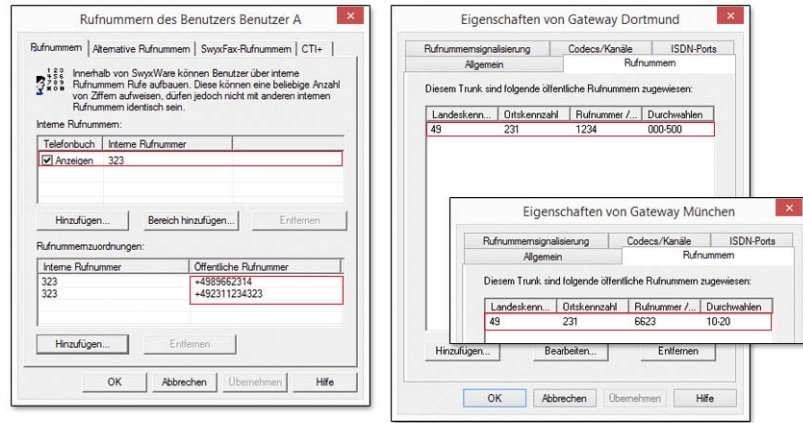 Rufnummern des Benutzers Benutzer A
Rufnummern
Alternative Rufnummern
SwyxFax-Rufnummern
CTI+
Innerhalb von SwyxWare können Benutzer über interne
Rufnummern Rufe aufbauen. Diese können eine beliebige Anzahl
von Ziffern aufweisen, dürfen jedoch nicht mit anderen internen
Rufnummern identisch sein.
Interne Rufnummern:
Telefonbuch Interne Rufnummer
Anzeigen 323
Hinzufügen... Bereich hinzufügen... Entfernen
Rufnummernzuordnungen:
Interne Rufnummer Öffentliche Rufnummer
323 +4989662314
323 +492311234323
Hinzufügen... Entfernen
OK Abbrechen Übernehmen Hilfe
Eigenschaften von Gateway Dortmund
Rufnummernsignalisierung Codecs/Kanäle ISDN-Ports
Allgemein Rufnummern
Diesem Trunk sind folgende öffentliche Rufnummern zugewiesen:
Landeskenn... Ortskennzahl Rufnummer /... Durchwahlen
49 231 1234 000-500
Hinzufügen... Bearbeiten... Entfernen
OK Abbrechen Übernehmen Hilfe
Eigenschaften von Gateway München
Rufnummernsignalisierung Codecs/Kanäle ISDN-Ports
Allgemein Rufnummern
Diesem Trunk sind folgende öffentliche Rufnummern zugewiesen:
Landeskenn... Ortskennzahl Rufnummer /... Durchwahlen
49 231 6623 10-20